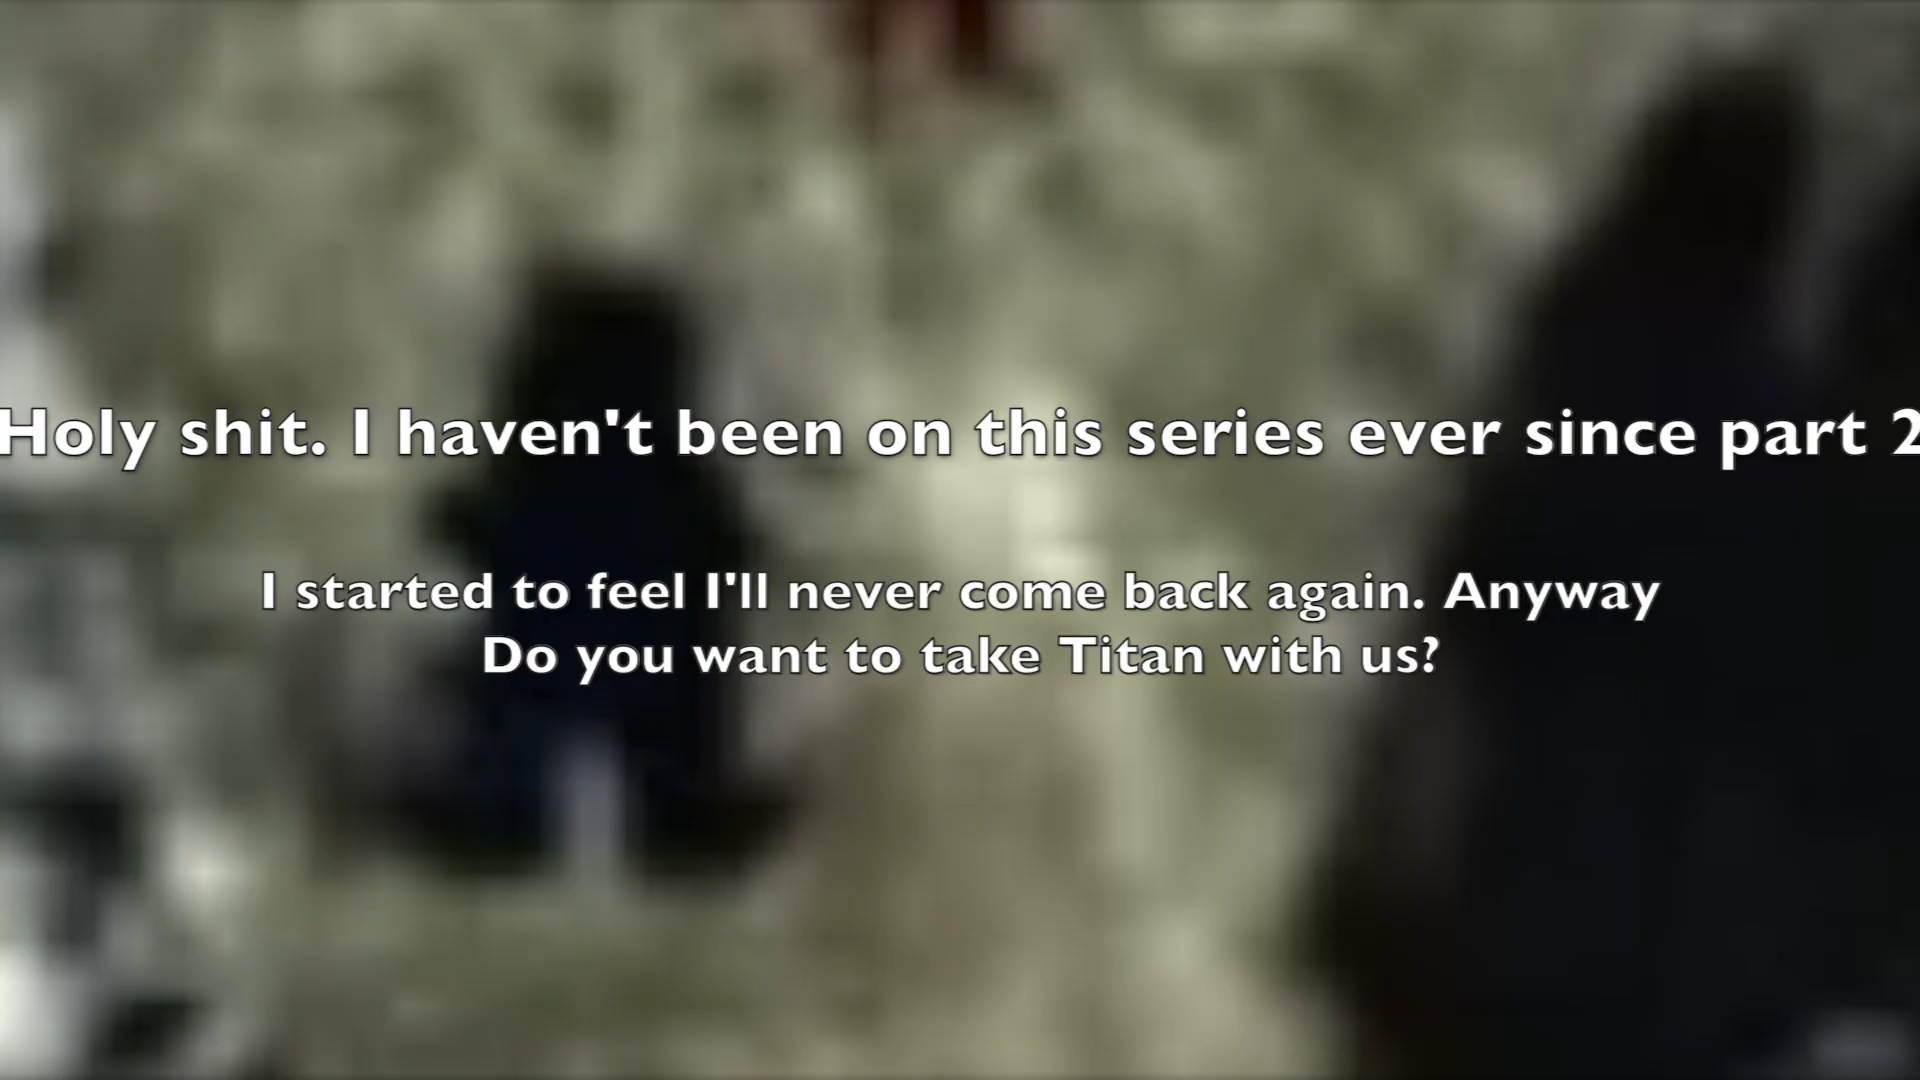 Holy shit. I haven't been on this series ever since part 2
I started to feel I'll never come back again. Anyway
Do you want to take Titan with us?